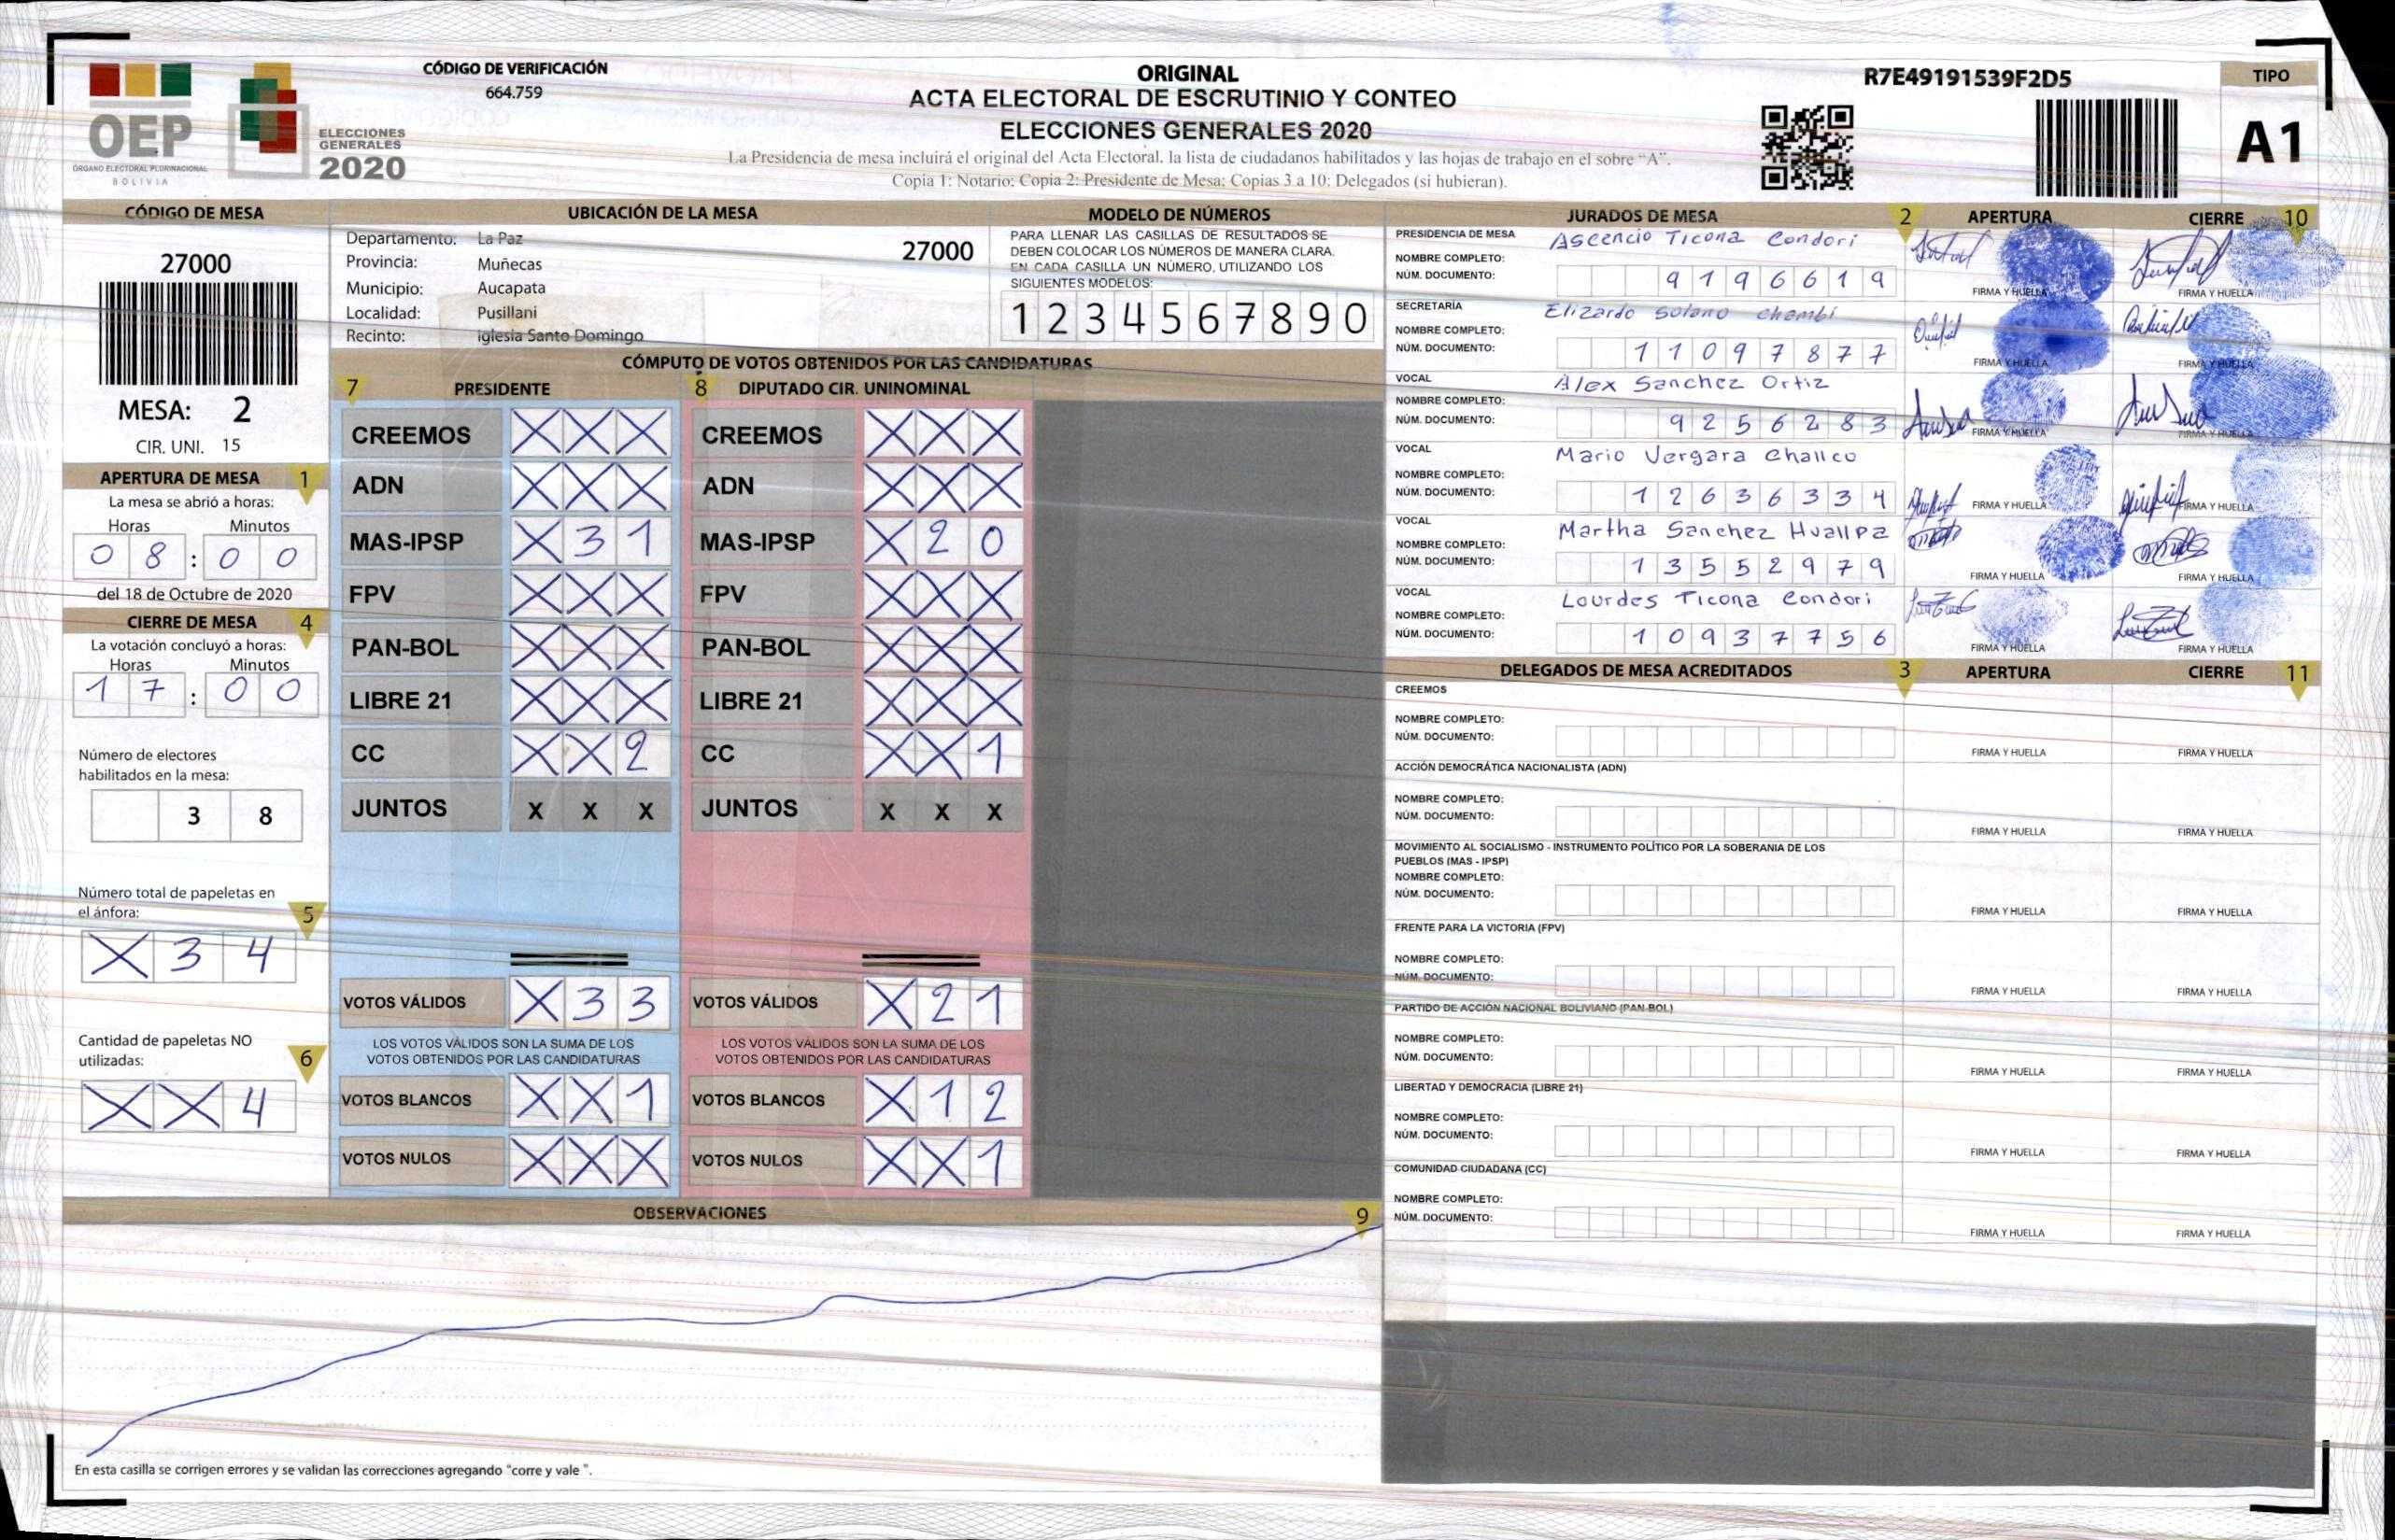 OEP
ÓRGANO ELECTORAL PLURINACIONAL
BOLIVIA
ELECCIONES
GENERALES
2020
CÓDIGO DE VERIFICACIÓN
664.759
ORIGINAL
ACTA ELECTORAL DE ESCRUTINIO Y CONTEO
ELECCIONES GENERALES 2020
La Presidencia de mesa incluirá el original del Acta Electoral, la lista de ciudadanos habilitados y las hojas de trabajo en el sobre “A”.
Copia 1: Notario; Copia 2: Presidente de Mesa; Copias 3 a 10: Delegados (si hubieran).
R7E49191539F2D5
TIPO
A1
CÓDIGO DE MESA
27000
MESA: 2
CIR. UNI. 15
APERTURA DE MESA 1
La mesa se abrió a horas:
Horas Minutos
0 8 : 0 0
del 18 de Octubre de 2020
CIERRE DE MESA 4
La votación concluyó a horas:
Horas Minutos
1 7 : 0 0
Número de electores
habilitados en la mesa:
3 8
Número total de papeletas en
el ánfora: 5
X 3 4
Cantidad de papeletas NO
utilizadas: 6
X X 4
UBICACIÓN DE LA MESA
Departamento: La Paz
27000
Provincia: Muñecas
Municipio: Aucapata
Localidad: Pusillani
Recinto: iglesia Santo Domingo
MODELO DE NÚMEROS
PARA LLENAR LAS CASILLAS DE RESULTADOS SE
DEBEN COLOCAR LOS NÚMEROS DE MANERA CLARA.
EN CADA CASILLA UN NÚMERO, UTILIZANDO LOS
SIGUIENTES MODELOS:
1 2 3 4 5 6 7 8 9 0
CÓMPUTO DE VOTOS OBTENIDOS POR LAS CANDIDATURAS
7 PRESIDENTE
CREEMOS X X X
ADN X X X
MAS-IPSP X 3 1
FPV X X X
PAN-BOL X X X
LIBRE 21 X X X
CC X X 2
JUNTOS X X X
VOTOS VÁLIDOS X 3 3
LOS VOTOS VÁLIDOS SON LA SUMA DE LOS
VOTOS OBTENIDOS POR LAS CANDIDATURAS
VOTOS BLANCOS X X 1
VOTOS NULOS X X X
8 DIPUTADO CIR. UNINOMINAL
CREEMOS X X X
ADN X X X
MAS-IPSP X 2 0
FPV X X X
PAN-BOL X X X
LIBRE 21 X X X
CC X X 1
JUNTOS X X X
VOTOS VÁLIDOS X 2 1
LOS VOTOS VÁLIDOS SON LA SUMA DE LOS
VOTOS OBTENIDOS POR LAS CANDIDATURAS
VOTOS BLANCOS X 1 2
VOTOS NULOS X X 1
OBSERVACIONES 9
En esta casilla se corrigen errores y se validan las correcciones agregando "corre y vale ".
JURADOS DE MESA 2 APERTURA CIERRE 10
PRESIDENCIA DE MESA Ascencio Ticona Condori
NOMBRE COMPLETO:
NÚM. DOCUMENTO: 9 1 9 6 6 1 9
FIRMA Y HUELLA FIRMA Y HUELLA
SECRETARÍA Elizardo Solano Chambi
NOMBRE COMPLETO:
NÚM. DOCUMENTO: 1 1 0 9 7 8 7 7
FIRMA Y HUELLA FIRMA Y HUELLA
VOCAL Alex Sanchez Ortiz
NOMBRE COMPLETO:
NÚM. DOCUMENTO: 9 2 5 6 2 8 3
FIRMA Y HUELLA FIRMA Y HUELLA
VOCAL Mario Vergara Challco
NOMBRE COMPLETO:
NÚM. DOCUMENTO: 1 2 6 3 6 3 3 4
FIRMA Y HUELLA FIRMA Y HUELLA
VOCAL Martha Sanchez Huallpa
NOMBRE COMPLETO:
NÚM. DOCUMENTO: 1 3 5 5 2 9 7 9
FIRMA Y HUELLA FIRMA Y HUELLA
VOCAL Lourdes Ticona Condori
NOMBRE COMPLETO:
NÚM. DOCUMENTO: 1 0 9 3 7 7 5 6
FIRMA Y HUELLA FIRMA Y HUELLA
DELEGADOS DE MESA ACREDITADOS 3 APERTURA CIERRE 11
CREEMOS
NOMBRE COMPLETO:
NÚM. DOCUMENTO:
FIRMA Y HUELLA FIRMA Y HUELLA
ACCIÓN DEMOCRÁTICA NACIONALISTA (ADN)
NOMBRE COMPLETO:
NÚM. DOCUMENTO:
FIRMA Y HUELLA FIRMA Y HUELLA
MOVIMIENTO AL SOCIALISMO - INSTRUMENTO POLÍTICO POR LA SOBERANIA DE LOS
PUEBLOS (MAS - IPSP)
NOMBRE COMPLETO:
NÚM. DOCUMENTO:
FIRMA Y HUELLA FIRMA Y HUELLA
FRENTE PARA LA VICTORIA (FPV)
NOMBRE COMPLETO:
NÚM. DOCUMENTO:
FIRMA Y HUELLA FIRMA Y HUELLA
PARTIDO DE ACCIÓN NACIONAL BOLIVIANO (PAN-BOL)
NOMBRE COMPLETO:
NÚM. DOCUMENTO:
FIRMA Y HUELLA FIRMA Y HUELLA
LIBERTAD Y DEMOCRACIA (LIBRE 21)
NOMBRE COMPLETO:
NÚM. DOCUMENTO:
FIRMA Y HUELLA FIRMA Y HUELLA
COMUNIDAD CIUDADANA (CC)
NOMBRE COMPLETO:
NÚM. DOCUMENTO:
FIRMA Y HUELLA FIRMA Y HUELLA